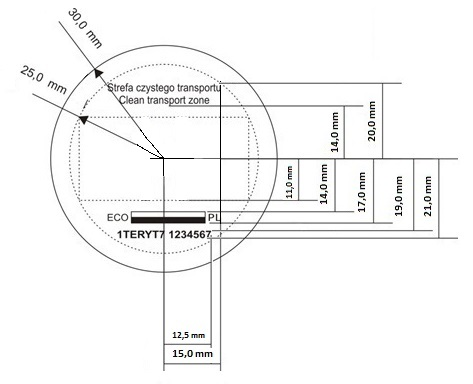 30,0 mm
25,0 mm
Strefa czystego transportu
Clean transport zone
14,0 mm
20,0 mm
11,0 mm
14,0 mm
17,0 mm
19,0 mm
21,0 mm
ECO PL
1TERYT7 1234567
12,5 mm
15,0 mm